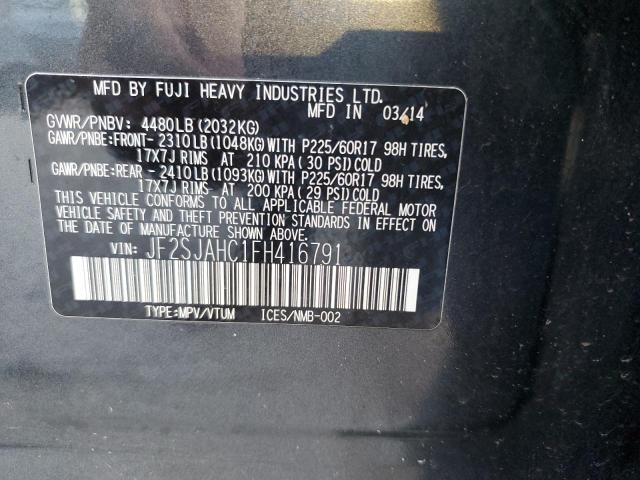 MFD BY FUJI HEAVY INDUSTRIES LTD.
MFD IN 03/14
GVWR/PNBV: 4480LB(2032KG)
GAWR/PNBE:FRONT-2310LB(1048KG)WITH P225/60R17 98H TIRES,
17X7J RIMS AT 210 KPA(30 PSI)COLD
GAWR/PNBE:REAR -2410LB(1093KG)WITH P225/60R17 98H TIRES,
17X7J RIMS AT 200 KPA(29 PSI)COLD
THIS VEHICLE CONFORMS TO ALL APPLICABLE FEDERAL MOTOR
VEHICLE SAFETY AND THEFT PREVENTION STANDARDS IN EFFECT ON
THE DATE OF MANUFACTURE SHOWN ABOVE.
VIN: JF2SJAHC1FH416791
TYPE:MPV/VTUM ICES/NMB-002